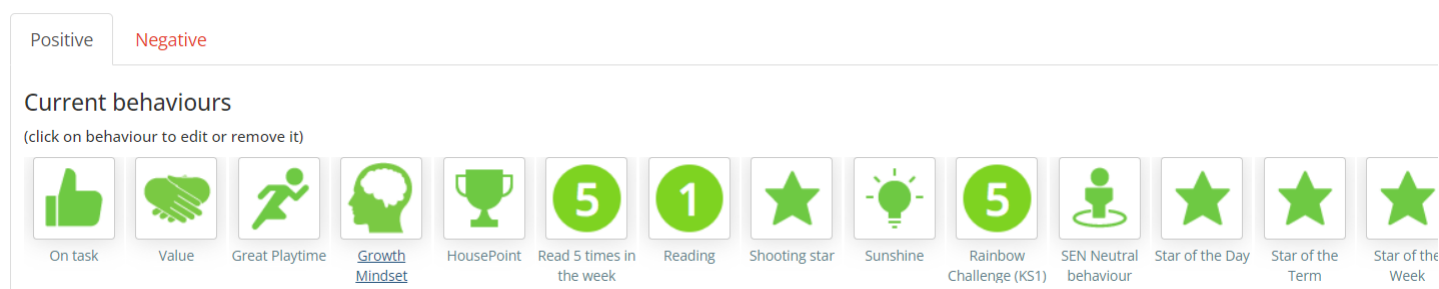 Positive Negative
Current behaviours
(click on behaviour to edit or remove it)
5 1 5
On task Value Great Playtime Growth HousePoint Read 5 times in Reading Shooting star Sunshine Rainbow SEN Neutral Star of the Day Star of the Star of the
Mindset the week Challenge (KS1) behaviour Term Week